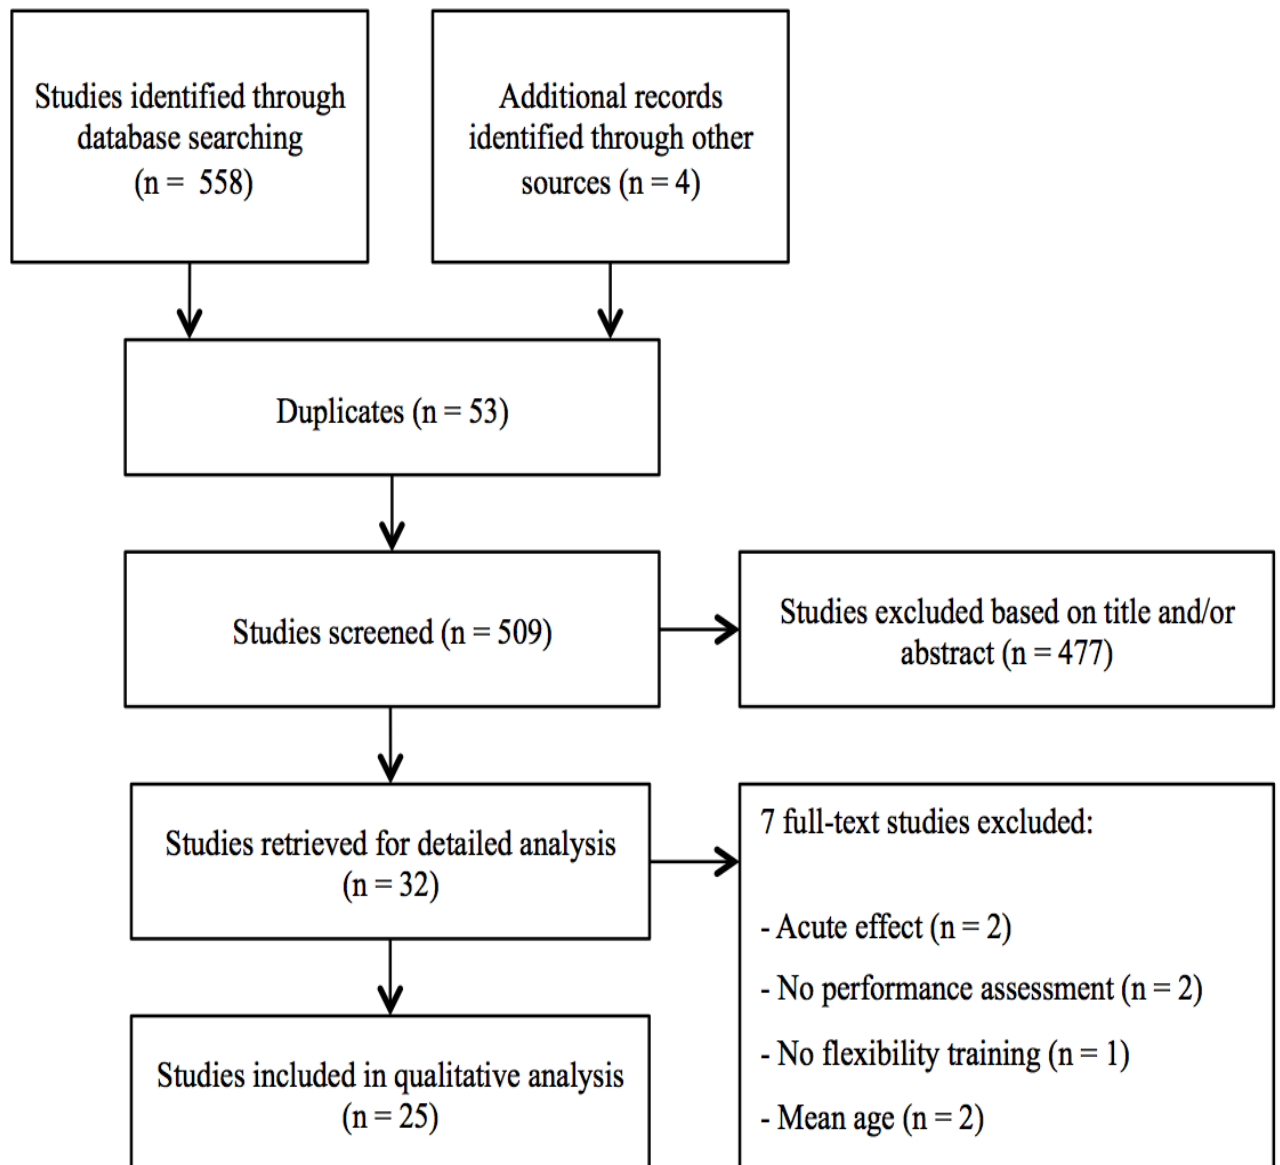 Studies identified through
database searching
(n =  558)
Additional records
identified through other
sources (n = 4)
Duplicates (n = 53)
Studies screened (n = 509)
Studies excluded based on title and/or
abstract (n = 477)
Studies retrieved for detailed analysis
(n = 32)
7 full-text studies excluded:
- Acute effect (n = 2)
- No performance assessment (n = 2)
- No flexibility training (n = 1)
- Mean age (n = 2)
Studies included in qualitative analysis
(n = 25)